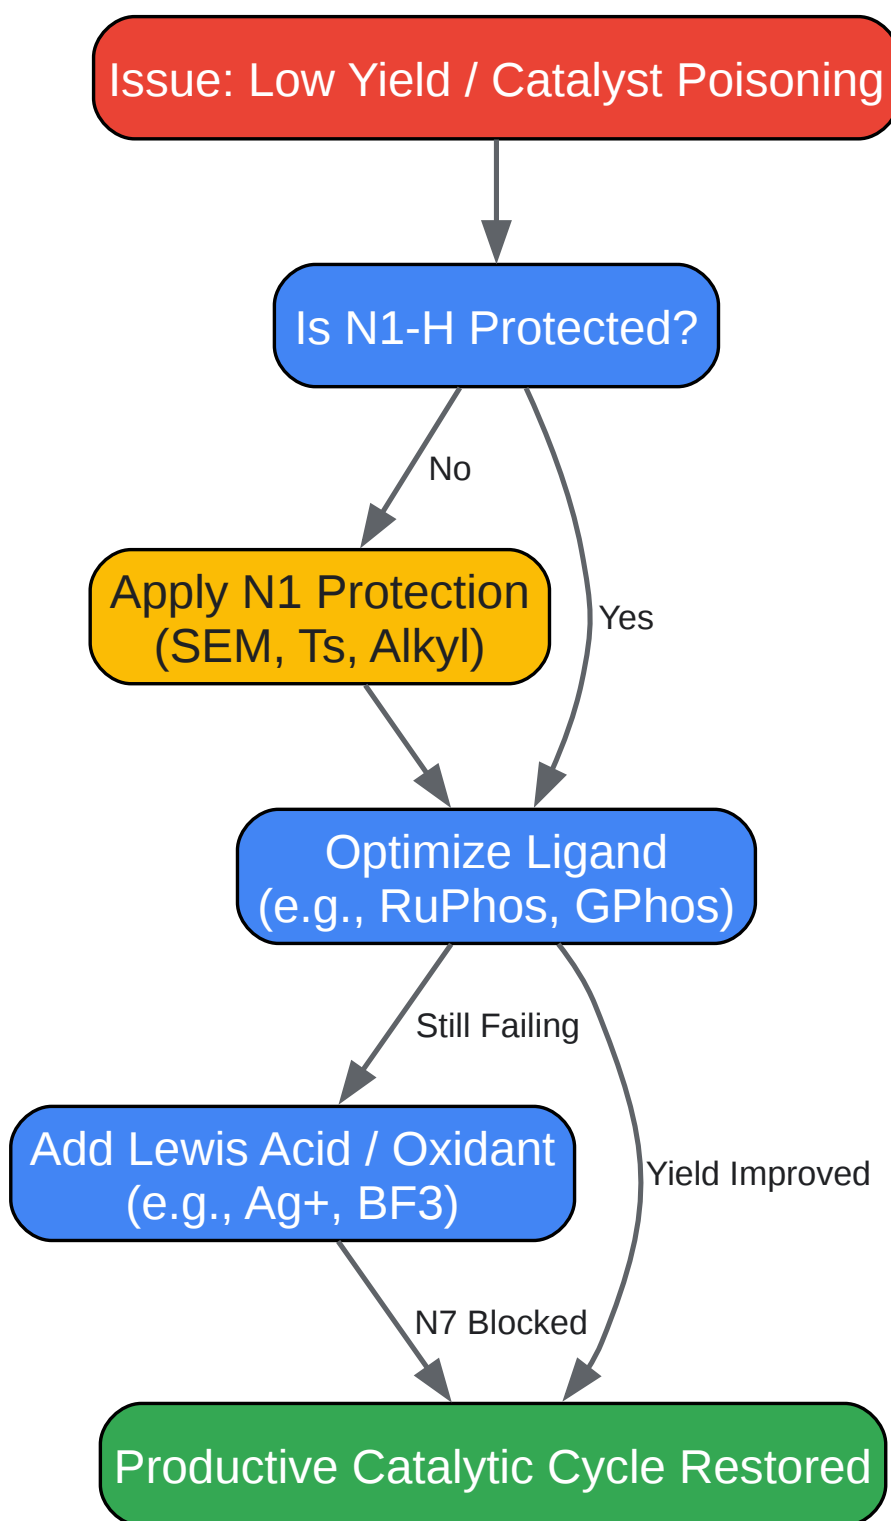 Issue: Low Yield / Catalyst Poisoning
Is N1-H Protected?
No
Apply N1 Protection
(SEM, Ts, Alkyl)
Yes
Optimize Ligand
(e.g., RuPhos, GPhos)
Still Failing
Add Lewis Acid / Oxidant
(e.g., Ag+, BF3)
Yield Improved
N7 Blocked
Productive Catalytic Cycle Restored